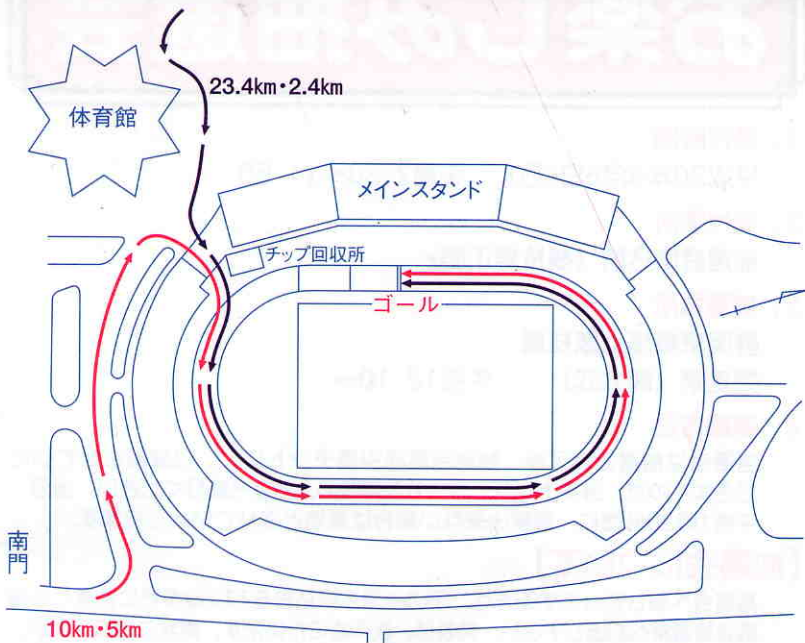 体育館
23.4km・2.4km
メインスタンド
チップ回収所
ゴール
南門
10km・5km